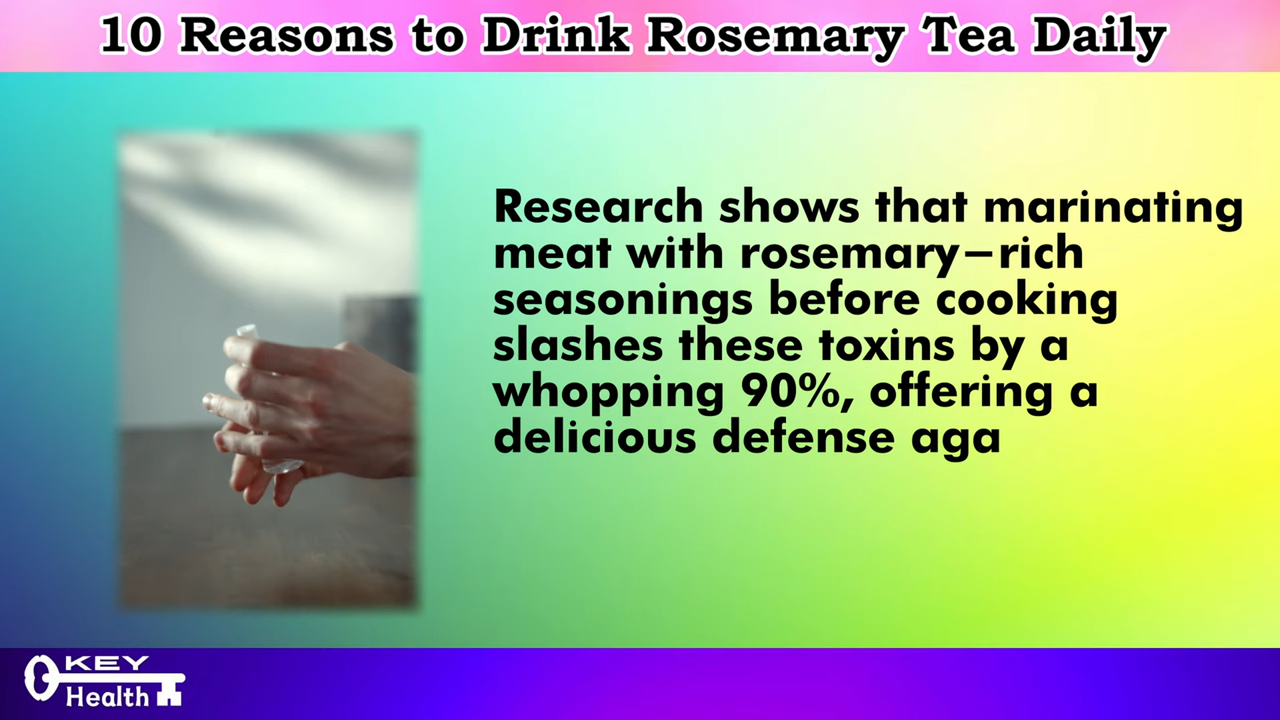 10 Reasons to Drink Rosemary Tea Daily
Research shows that marinating
meat with rosemary–rich
seasonings before cooking
slashes these toxins by a
whopping 90%, offering a
delicious defense aga
KEY
Health